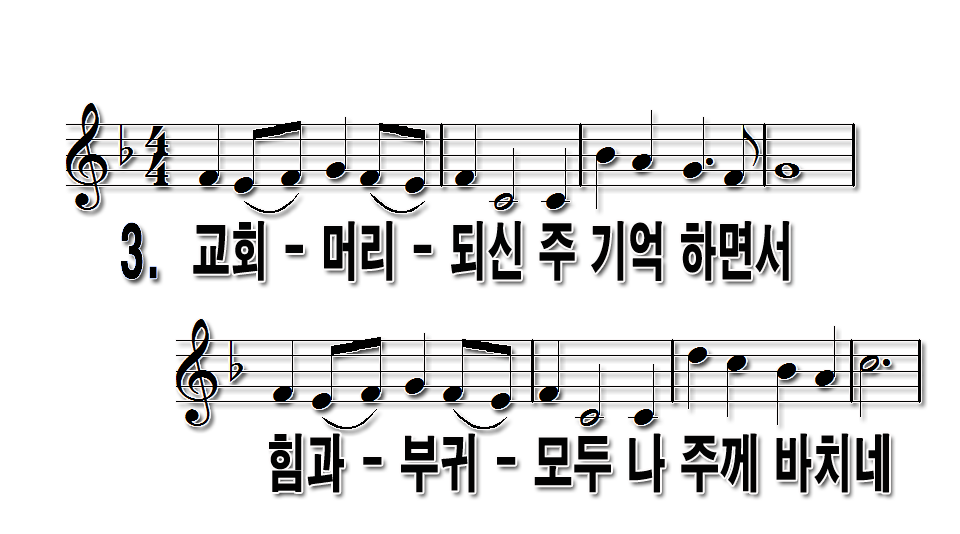 3. 교회 - 머리 - 되신 주 기억 하면서
힘과 - 부귀 - 모두 나 주께 바치네